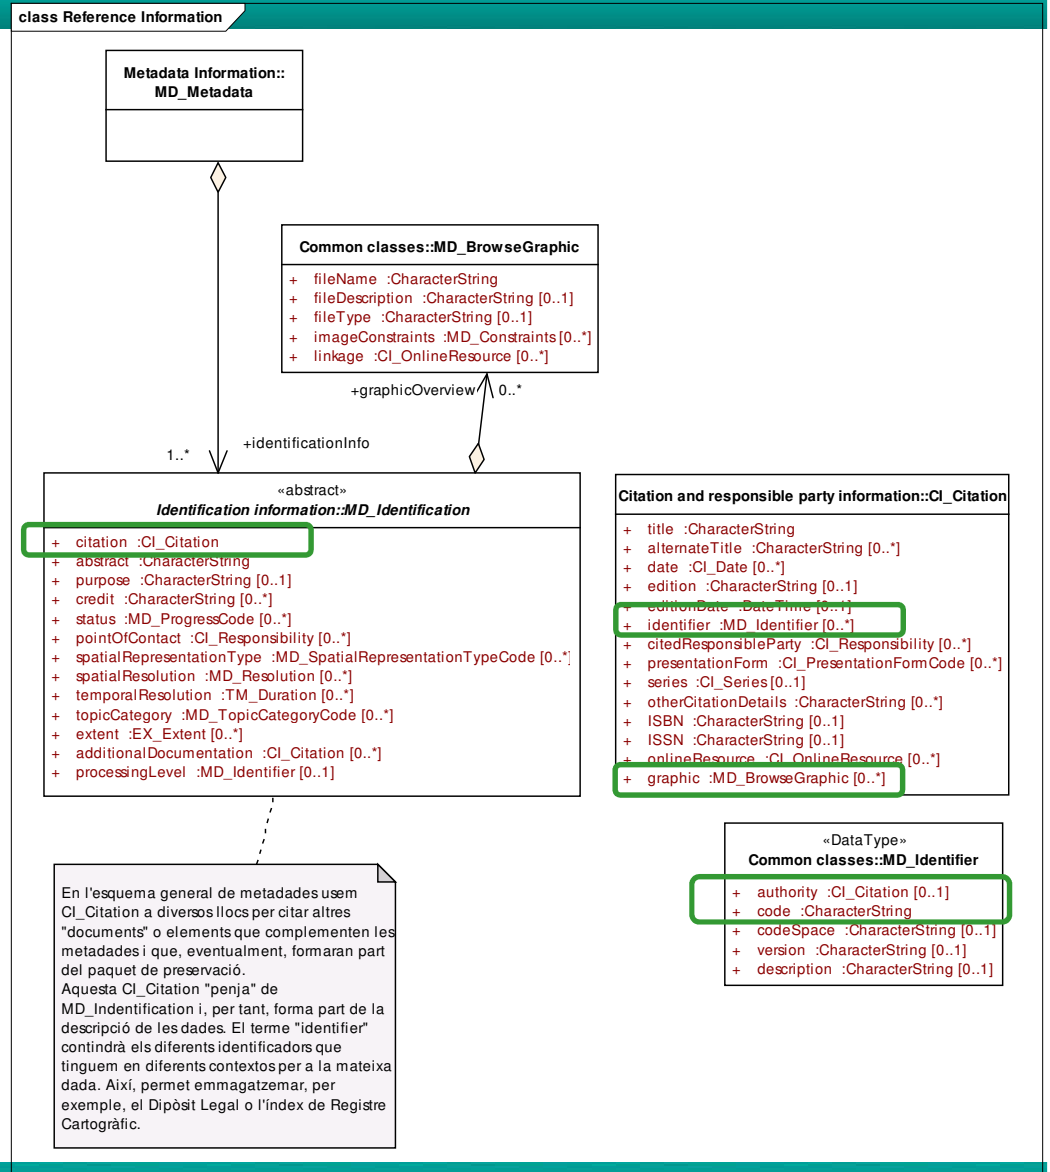 class Reference Information
Metadata Information::
MD_Metadata
Common classes::MD_BrowseGraphic
+ fileName :CharacterString
+ fileDescription :CharacterString [0..1]
+ fileType :CharacterString [0..1]
+ imageConstraints :MD_Constraints [0..*]
+ linkage :CI_OnlineResource [0..*]
+graphicOverview 0..*
1..* +identificationInfo
«abstract»
Identification information::MD_Identification
+ citation :CI_Citation
+ abstract :CharacterString
+ purpose :CharacterString [0..1]
+ credit :CharacterString [0..*]
+ status :MD_ProgressCode [0..*]
+ pointOfContact :CI_Responsibility [0..*]
+ spatialRepresentationType :MD_SpatialRepresentationTypeCode [0..*]
+ spatialResolution :MD_Resolution [0..*]
+ temporalResolution :TM_Duration [0..*]
+ topicCategory :MD_TopicCategoryCode [0..*]
+ extent :EX_Extent [0..*]
+ additionalDocumentation :CI_Citation [0..*]
+ processingLevel :MD_Identifier [0..1]
Citation and responsible party information::CI_Citation
+ title :CharacterString
+ alternateTitle :CharacterString [0..*]
+ date :CI_Date [0..*]
+ edition :CharacterString [0..1]
+ editionDate :DateTime [0..1]
+ identifier :MD_Identifier [0..*]
+ citedResponsibleParty :CI_Responsibility [0..*]
+ presentationForm :CI_PresentationFormCode [0..*]
+ series :CI_Series [0..1]
+ otherCitationDetails :CharacterString [0..*]
+ ISBN :CharacterString [0..1]
+ ISSN :CharacterString [0..1]
+ onlineResource :CI_OnlineResource [0..*]
+ graphic :MD_BrowseGraphic [0..*]
«DataType»
Common classes::MD_Identifier
+ authority :CI_Citation [0..1]
+ code :CharacterString
+ codeSpace :CharacterString [0..1]
+ version :CharacterString [0..1]
+ description :CharacterString [0..1]
En l'esquema general de metadades usem
CI_Citation a diversos llocs per citar altres
"documents" o elements que complementen les
metadades i que, eventualment, formaran part
del paquet de preservació.
Aquesta CI_Citation "penja" de
MD_Indentification i, per tant, forma part de la
descripció de les dades. El terme "identifier"
contindrà els diferents identificadors que
tinguem en diferents contextos per a la mateixa
dada. Així, permet emmagatzemar, per
exemple, el Dipòsit Legal o l'índex de Registre
Cartogràfic.